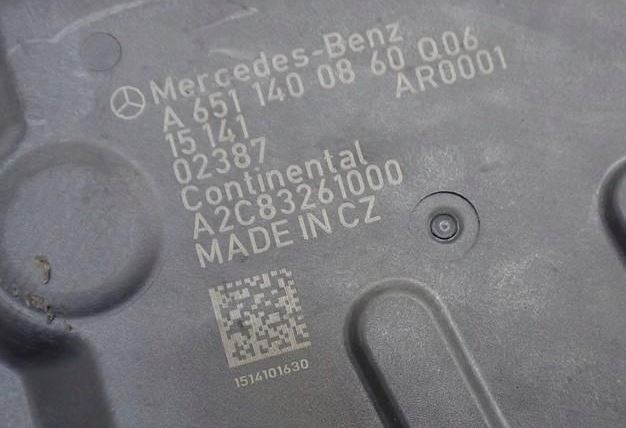 Mercedes-Benz
A 651 140 08 60 Q06
15 141 AR0001
02387
Continental
A2C83261000
MADE IN CZ
1514101630